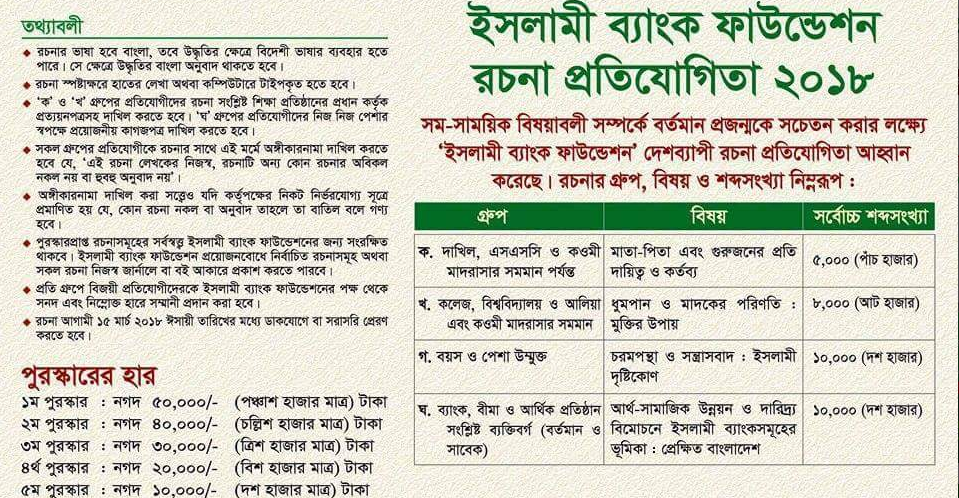 তথ্যাবলী
রচনার ভাষা হবে বাংলা, তবে উদ্ধৃতির ক্ষেত্রে বিদেশী ভাষার ব্যবহার হতে
পারে। সে ক্ষেত্রে উদ্ধৃতির বাংলা অনুবাদ থাকতে হবে।
রচনা স্পষ্টাক্ষরে হাতের লেখা অথবা কম্পিউটারে টাইপকৃত হতে হবে।
‘ক’ ও ‘খ’ গ্রুপের প্রতিযোগীদের রচনা সংশ্লিষ্ট শিক্ষা প্রতিষ্ঠানের প্রধান কর্তৃক
প্রত্যয়নপত্রসহ দাখিল করতে হবে। ‘ঘ’ গ্রুপের প্রতিযোগীদের নিজ নিজ পেশার
স্বপক্ষে প্রয়োজনীয় কাগজপত্র দাখিল করতে হবে।
সকল গ্রুপের প্রতিযোগীকে রচনার সাথে এই মর্মে অঙ্গীকারনামা দাখিল করতে
হবে যে, ‘এই রচনা লেখকের নিজস্ব, রচনাটি অন্য কোন রচনার অবিকল
নকল নয় বা হুবহু অনুবাদ নয়’।
অঙ্গীকারনামা দাখিল করা সত্ত্বেও যদি কর্তৃপক্ষের নিকট নির্ভরযোগ্য সূত্রে
প্রমাণিত হয় যে, কোন রচনা নকল বা অনুবাদ তাহলে তা বাতিল বলে গণ্য
হবে।
পুরস্কারপ্রাপ্ত রচনাসমূহের সর্বস্বত্ব ইসলামী ব্যাংক ফাউন্ডেশনের জন্য সংরক্ষিত
থাকবে। ইসলামী ব্যাংক ফাউন্ডেশন প্রয়োজনবোধে নির্বাচিত রচনাসমূহ অথবা
সকল রচনা নিজস্ব জার্নালে বা বই আকারে প্রকাশ করতে পারবে।
প্রতি গ্রুপে বিজয়ী প্রতিযোগীদেরকে ইসলামী ব্যাংক ফাউন্ডেশনের পক্ষ থেকে
সনদ এবং নিম্নোক্ত হারে সম্মানী প্রদান করা হবে।
রচনা আগামী ১৫ মার্চ ২০১৮ ঈসায়ী তারিখের মধ্যে ডাকযোগে বা সরাসরি প্রেরণ
করতে হবে।
পুরস্কারের হার
১ম পুরস্কার : নগদ ৫০,০০০/- (পঞ্চাশ হাজার মাত্র) টাকা
২ম পুরস্কার : নগদ ৪০,০০০/- (চল্লিশ হাজার মাত্র) টাকা
৩ম পুরস্কার : নগদ ৩০,০০০/- (ত্রিশ হাজার মাত্র) টাকা
৪র্থ পুরস্কার : নগদ ২০,০০০/- (বিশ হাজার মাত্র) টাকা
৫ম পুরস্কার : নগদ ১০,০০০/- (দশ হাজার মাত্র) টাকা
ইসলামী ব্যাংক ফাউন্ডেশন
রচনা প্রতিযোগিতা ২০১৮
সম-সাময়িক বিষয়াবলী সম্পর্কে বর্তমান প্রজন্মকে সচেতন করার লক্ষ্যে
‘ইসলামী ব্যাংক ফাউন্ডেশন’ দেশব্যাপী রচনা প্রতিযোগিতা আহ্বান
করেছে। রচনার গ্রুপ, বিষয় ও শব্দসংখ্যা নিম্নরূপ :
গ্রুপ বিষয় সর্বোচ্চ শব্দসংখ্যা
ক. দাখিল, এসএসসি ও কওমী মাতা-পিতা এবং গুরুজনের প্রতি ৫,০০০ (পাঁচ হাজার)
মাদরাসার সমমান পর্যন্ত দায়িত্ব ও কর্তব্য
খ. কলেজ, বিশ্ববিদ্যালয় ও আলিয়া ধুমপান ও মাদকের পরিণতি : ৮,০০০ (আট হাজার)
এবং কওমী মাদরাসার সমমান মুক্তির উপায়
গ. বয়স ও পেশা উম্মুক্ত চরমপন্থা ও সন্ত্রাসবাদ : ইসলামী ১০,০০০ (দশ হাজার)
দৃষ্টিকোণ
ঘ. ব্যাংক, বীমা ও আর্থিক প্রতিষ্ঠান আর্থ-সামাজিক উন্নয়ন ও দারিদ্র্য ১০,০০০ (দশ হাজার)
সংশ্লিষ্ট ব্যক্তিবর্গ (বর্তমান ও বিমোচনে ইসলামী ব্যাংকসমূহের
সাবেক) ভূমিকা : প্রেক্ষিত বাংলাদেশ